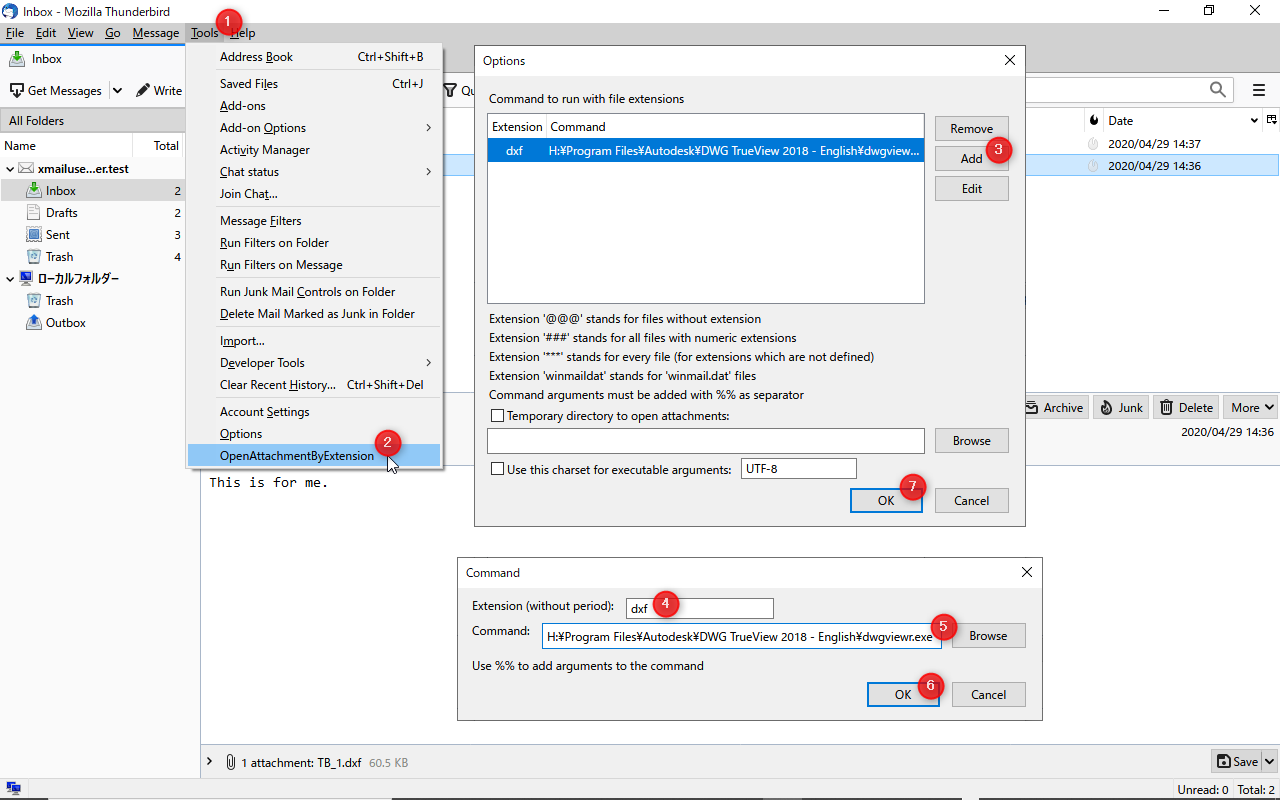 Inbox - Mozilla Thunderbird
File Edit View Go Message Tools Help
1
Inbox
Get Messages Write
Qu
All Folders
Name Total
xmailuse...er.test
Inbox 2
Drafts 2
Sent 3
Trash 4
ローカルフォルダー
Trash
Outbox
Address Book Ctrl+Shift+B
Saved Files Ctrl+J
Add-ons
Add-on Options
Activity Manager
Chat status
Join Chat...
Message Filters
Run Filters on Folder
Run Filters on Message
Run Junk Mail Controls on Folder
Delete Mail Marked as Junk in Folder
Import...
Developer Tools
Clear Recent History... Ctrl+Shift+Del
Account Settings
Options
OpenAttachmentByExtension
2
Options
Command to run with file extensions
Extension Command
dxf H:¥Program Files¥Autodesk¥DWG TrueView 2018 - English¥dwgview...
Remove
Add
3
Edit
Extension '@@@' stands for files without extension
Extension '###' stands for all files with numeric extensions
Extension '***' stands for every file (for extensions which are not defined)
Extension 'winmaildat' stands for 'winmail.dat' files
Command arguments must be added with %% as separator
Temporary directory to open attachments:
Browse
Use this charset for executable arguments: UTF-8
OK
7
Cancel
Date
2020/04/29 14:37
2020/04/29 14:36
Archive Junk Delete More
2020/04/29 14:36
This is for me.
Command
Extension (without period): dxf
4
Command: H:¥Program Files¥Autodesk¥DWG TrueView 2018 - English¥dwgviewr.exe
5
Browse
Use %% to add arguments to the command
OK
6
Cancel
1 attachment: TB_1.dxf 60.5 KB
Save
Unread: 0 Total: 2